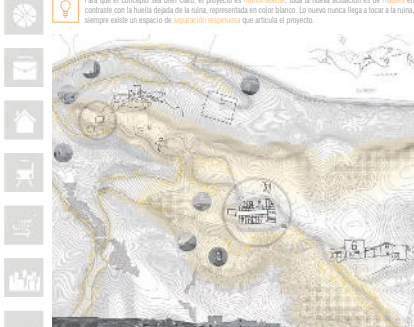 Para que el concepto sea bien claro, el proyecto es monomaterial, toda la nueva actuación es de madera en
contraste con la huella dejada de la ruina, representada en color blanco. Lo nuevo nunca llega a tocar a la ruina,
siempre existe un espacio de separación respetuosa que articula el proyecto.